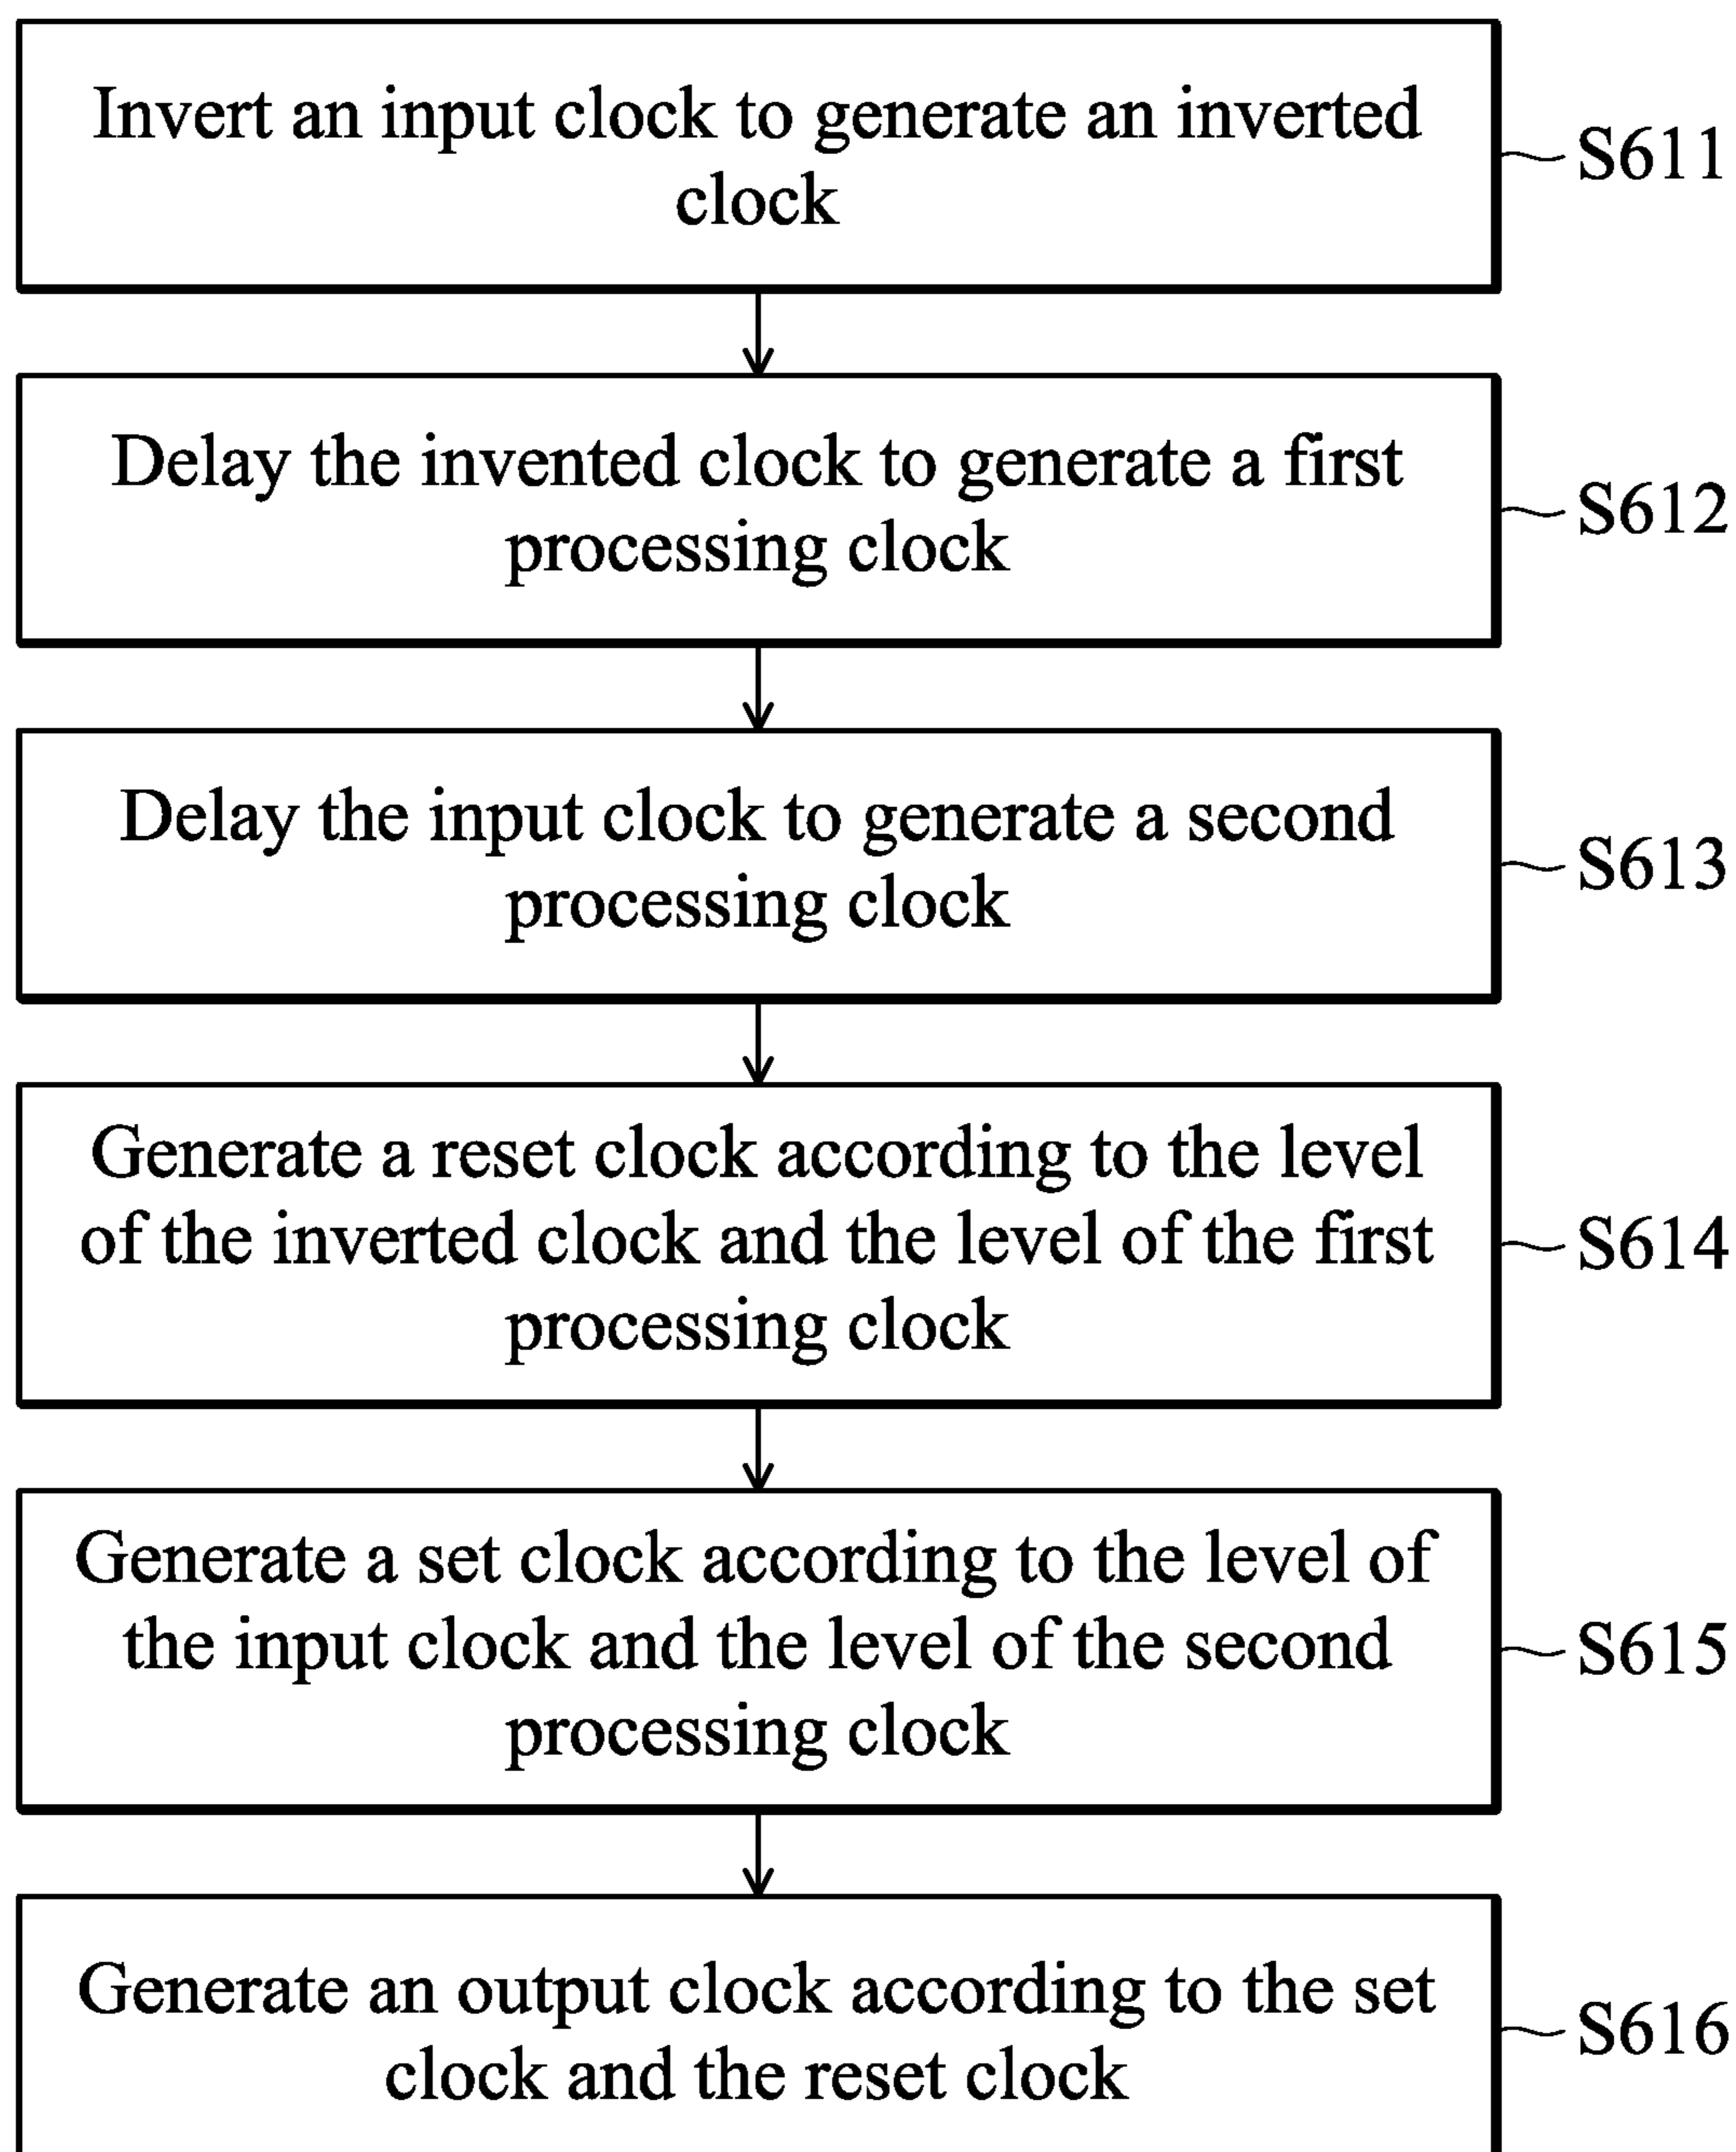 Invert an input clock to generate an inverted
clock
S611
Delay the invented clock to generate a first
processing clock
S612
Delay the input clock to generate a second
processing clock
S613
Generate a reset clock according to the level
of the inverted clock and the level of the first
processing clock
S614
Generate a set clock according to the level of
the input clock and the level of the second
processing clock
S615
Generate an output clock according to the set
clock and the reset clock
S616